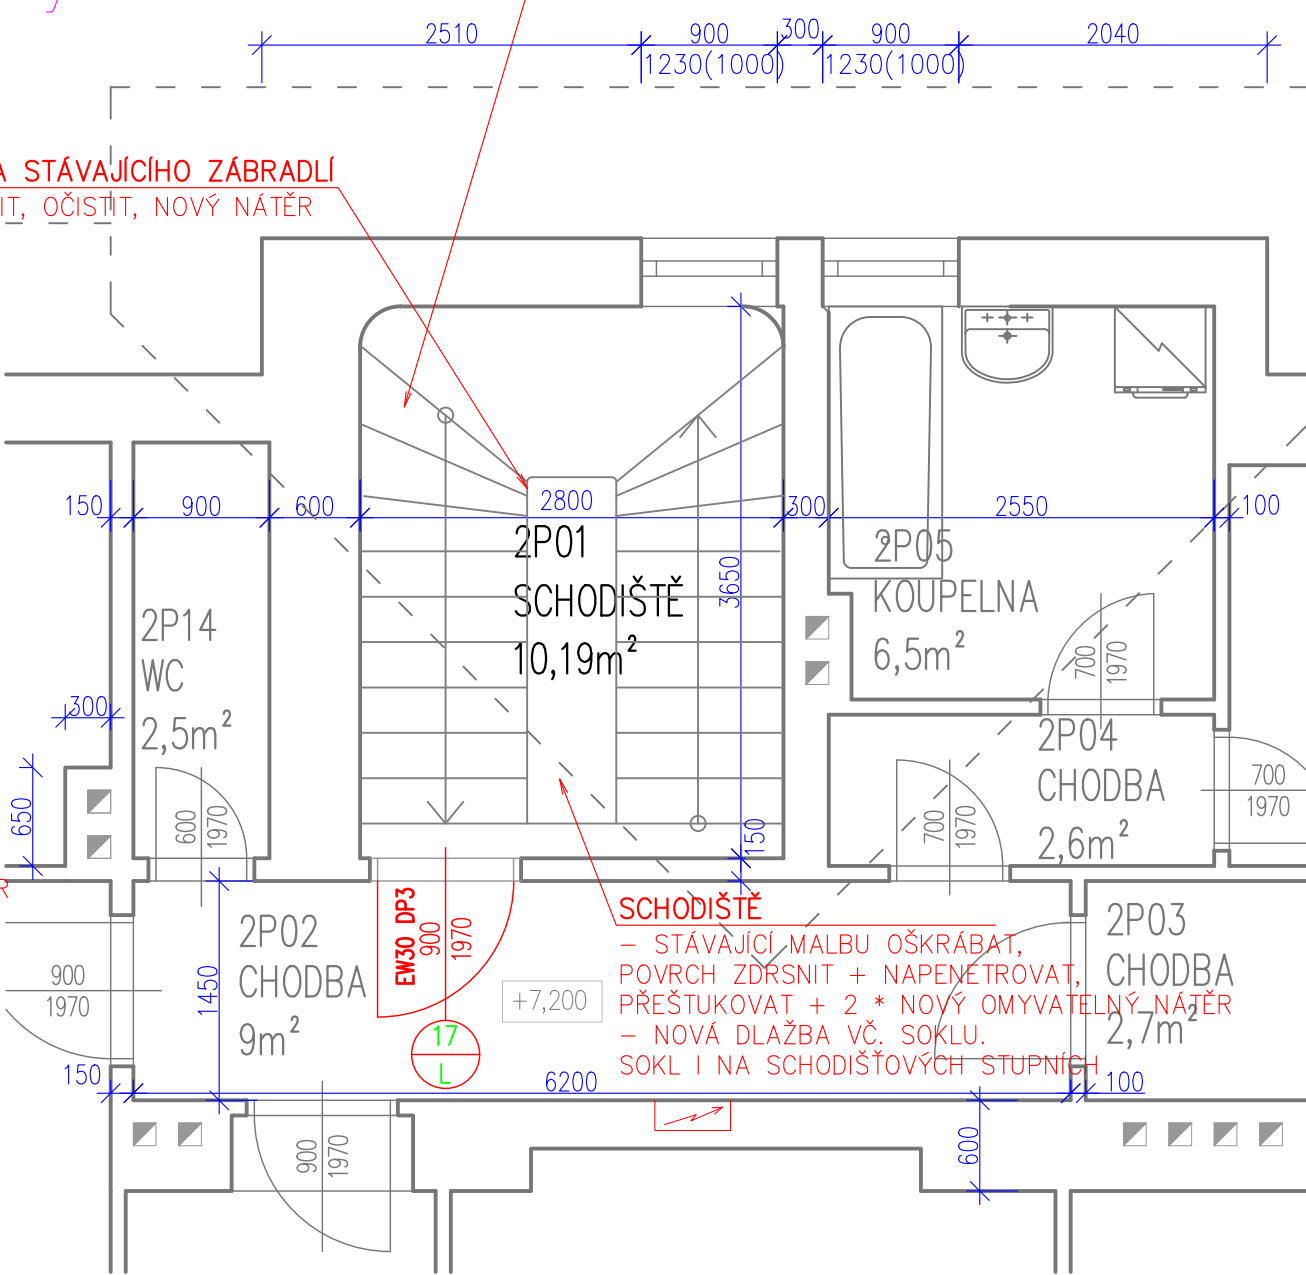 2510
900
300
900
2040
1230(1000)
1230(1000)
A STÁVAJÍCÍHO ZÁBRADLÍ
IT, OČISTIT, NOVÝ NÁTĚR
150
900
600
2800
300
2550
100
2P01
SCHODIŠTĚ
10,19m²
3650
2P05
KOUPELNA
6,5m²
700
1970
2P14
WC
2,5m²
300
650
600
1970
2P04
CHODBA
2,6m²
700
1970
700
1970
150
2P02
CHODBA
9m²
EW30 DP3
900
1970
SCHODIŠTĚ
– STÁVAJÍCÍ MALBU OŠKRÁBAT,
POVRCH ZDRSNIT + NAPENETROVAT,
PŘEŠTUKOVAT + 2 * NOVÝ OMYVATELNÝ NÁTĚR
– NOVÁ DLAŽBA VČ. SOKLU.
SOKL I NA SCHODIŠŤOVÝCH STUPNÍCH
2P03
CHODBA
2,7m²
900
1970
1450
+7,200
17
L
150
6200
100
900
1970
600